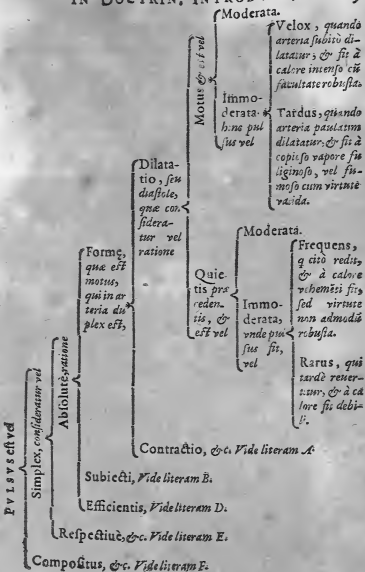 IN DOCTRIN. INTRODU
Moderata.
Motus & est vel
Velox, quando
arteria subitò di-
latatur; & fit à
calore intenso cũ
facultate robusta.
Immo-
derata.
hinc pul
sus vel
Tardus, quando
arteria paulatim
dilatatur; & fit à
copioso vapore fu
liginoso, vel fu-
moso cum virtute
valida.
Dilata-
tio, seu
diastole,
quæ con
sidera-
tur vel
ratione
Formę,
quæ est
motus,
qui in ar
teria du
plex est,
Quie-
tis præ
ceden-
tis, &
est vel
Moderata.
Immo-
derata,
vnde pul
sus fit,
vel
Frequens,
q citò redit,
& à calore
vehemẽti fit,
sed virtute
non admodũ
robusta.
Rarus, qui
tardè reuer-
titur, & à ca
lore fit debi-
li.
Contractio, &c. Vide literam A.
Absolutè, ratione
Subiecti, Vide literam B.
Efficientis, Vide literam D.
Simplex, consideratur vel
Respectiuè, &c. Vide literam E.
PVLSVS est vel
Compositus, &c. Vide literam F.